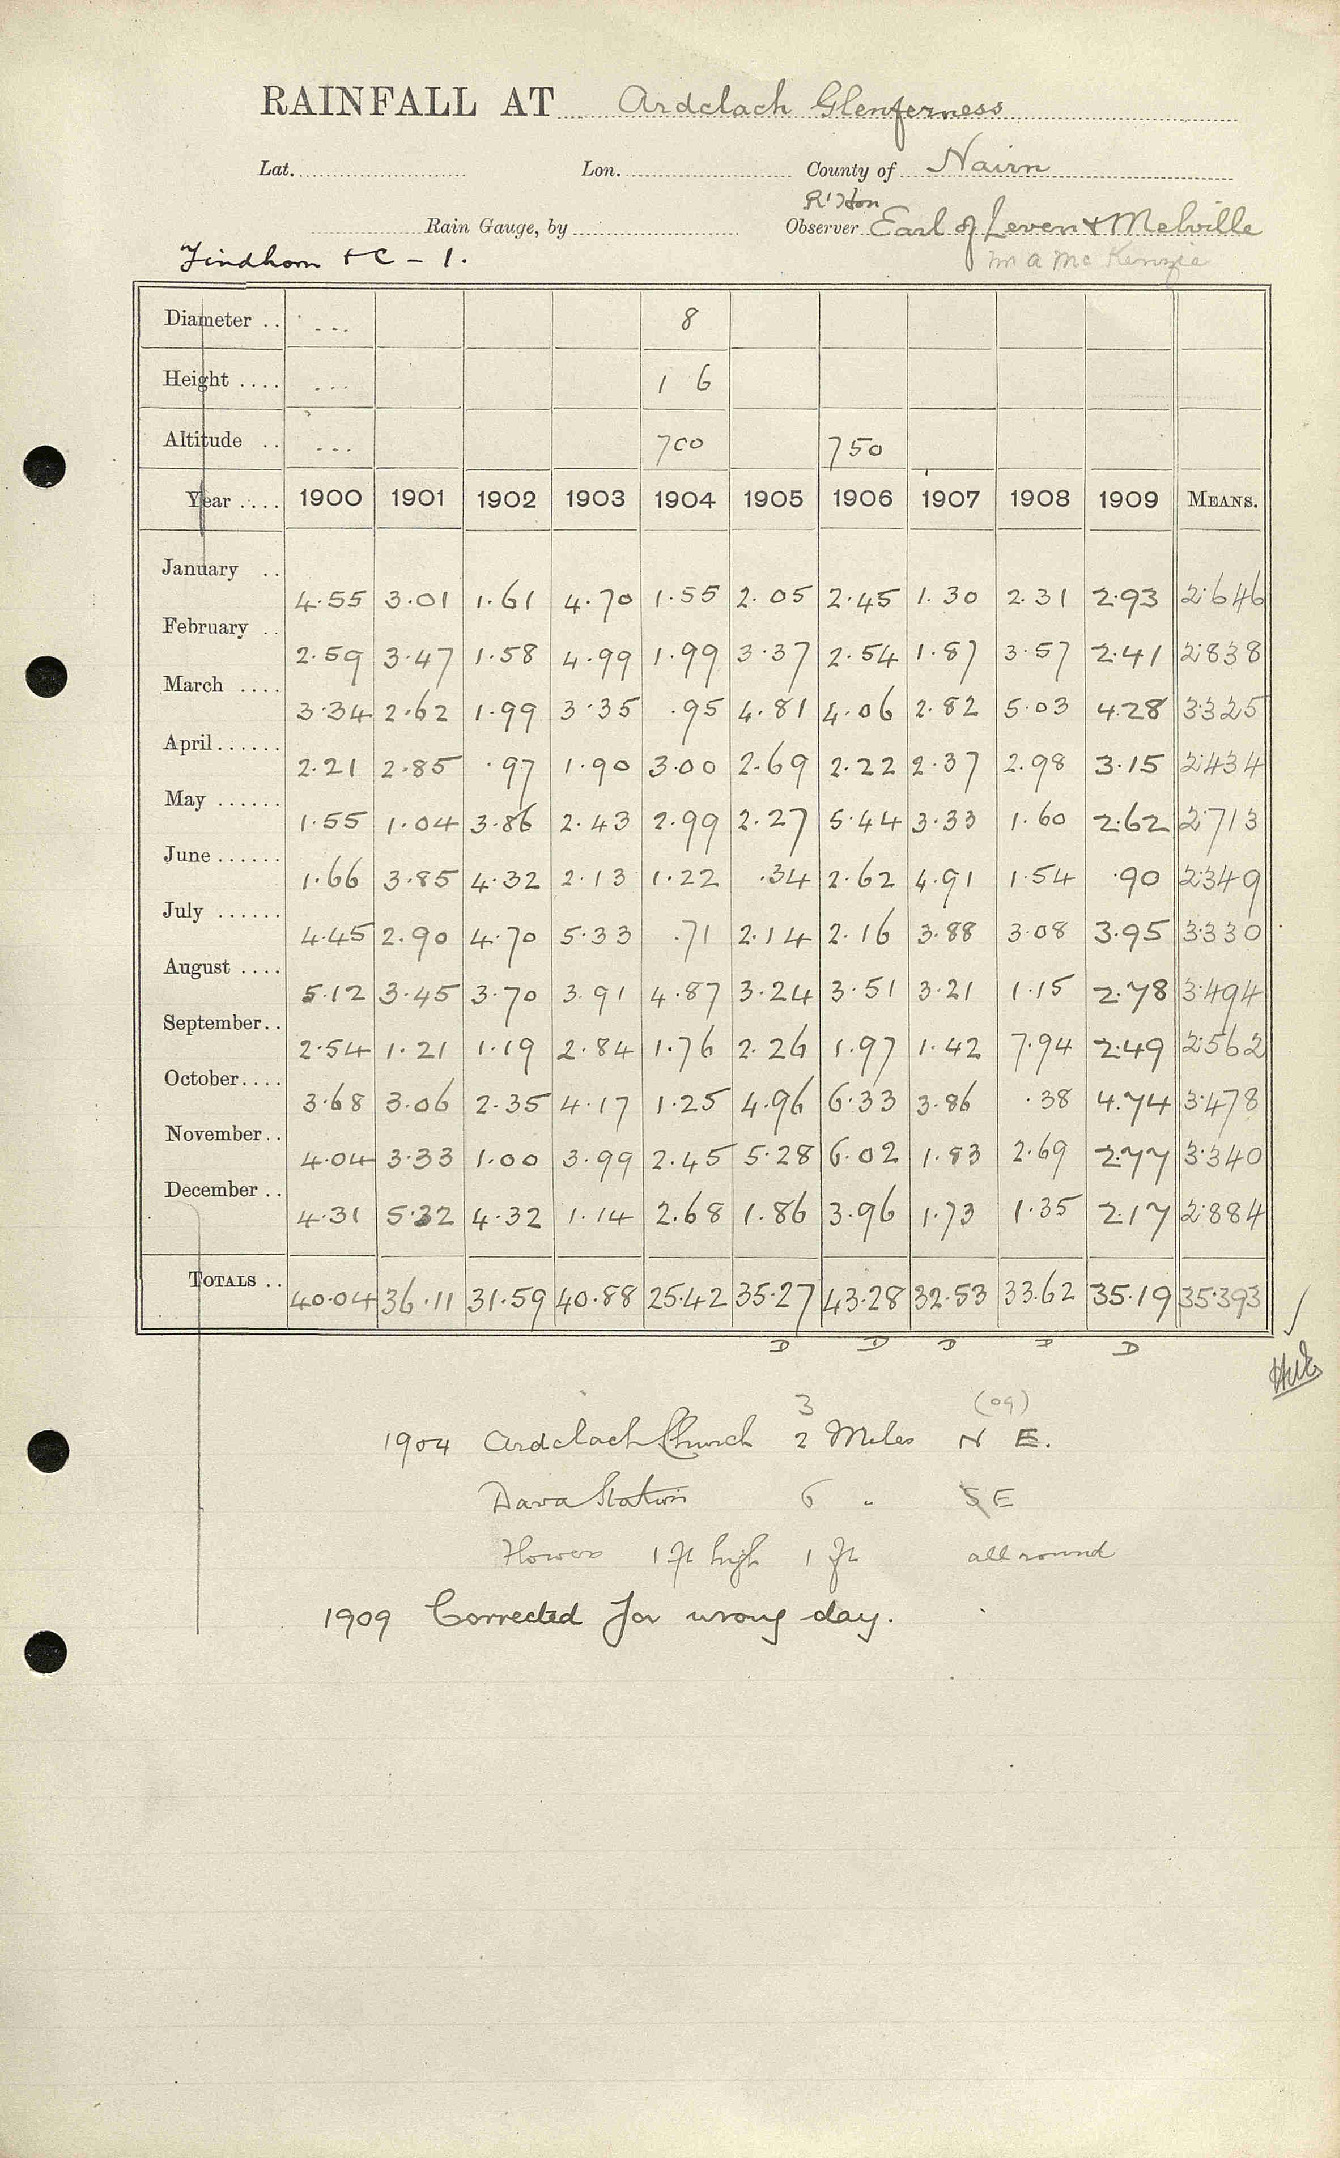 RAINFALL AT Ardclach Glenferness
Lat. Lon. County of Nairn
Rt Hon
Rain Gauge, by Observer Earl of Leven & Melville
Findhorn + C - 1. m a mc Kenzie
Diameter .. ... 8
Height .... ... 1 6
Altitude .. ... 700 750
Year .... 1900 1901 1902 1903 1904 1905 1906 1907 1908 1909 MEANS.
January .. 4.55 3.01 1.61 4.70 1.55 2.05 2.45 1.30 2.31 2.93 2.646
February .. 2.59 3.47 1.58 4.99 1.99 3.37 2.54 1.87 3.57 2.41 2.838
March .... 3.34 2.62 1.99 3.35 .95 4.81 4.06 2.82 5.03 4.28 3.325
April...... 2.21 2.85 .97 1.90 3.00 2.69 2.22 2.37 2.98 3.15 2.434
May ...... 1.55 1.04 3.86 2.43 2.99 2.27 5.44 3.33 1.60 2.62 2.713
June...... 1.66 3.85 4.32 2.13 1.22 .34 2.62 4.91 1.54 .90 2.349
July ...... 4.45 2.90 4.70 5.33 .71 2.14 2.16 3.88 3.08 3.95 3.330
August .... 5.12 3.45 3.70 3.91 4.87 3.24 3.51 3.21 1.15 2.78 3.494
September.. 2.54 1.21 1.19 2.84 1.76 2.26 1.97 1.42 7.94 2.49 2.562
October.... 3.68 3.06 2.35 4.17 1.25 4.96 6.33 3.86 .38 4.74 3.478
November.. 4.04 3.33 1.00 3.99 2.45 5.28 6.02 1.83 2.69 2.77 3.340
December .. 4.31 5.32 4.32 1.14 2.68 1.86 3.96 1.73 1.35 2.17 2.884
TOTALS .. 40.04 36.11 31.59 40.88 25.42 35.27 43.28 32.53 33.62 35.19 35.393
D D D D D
3 (09)
1904 Ardclach Church 2 Miles N E.
Dava Station 6 " S E
Flowers 1 ft high 1 ft all round
1909 Corrected for wrong day.